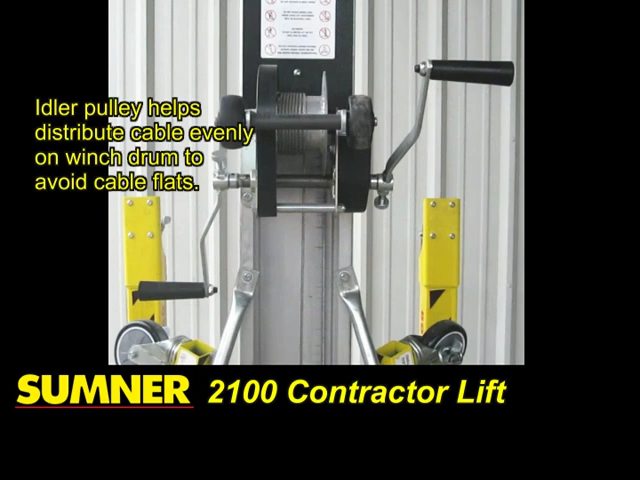 Idler pulley helps
distribute cable evenly
on winch drum to
avoid cable flats.
SUMNER 2100 Contractor Lift